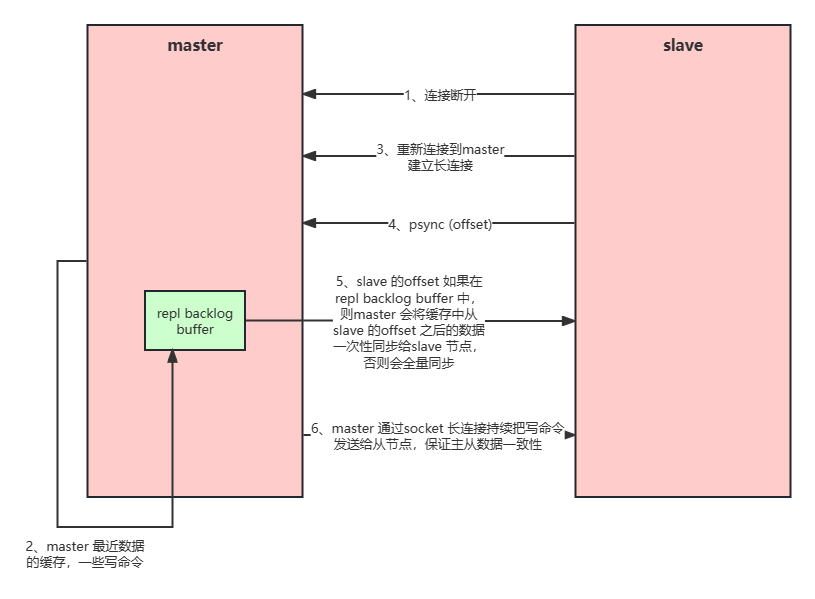 master
slave
1、连接断开
3、重新连接到master
建立长连接
4、psync (offset)
5、slave 的offset 如果在
repl backlog buffer 中，
则master 会将缓存中从
slave 的offset 之后的数据
一次性同步给slave 节点，
否则会全量同步
repl backlog
buffer
6、master 通过socket 长连接持续把写命令
发送给从节点，保证主从数据一致性
2、master 最近数据
的缓存，一些写命令